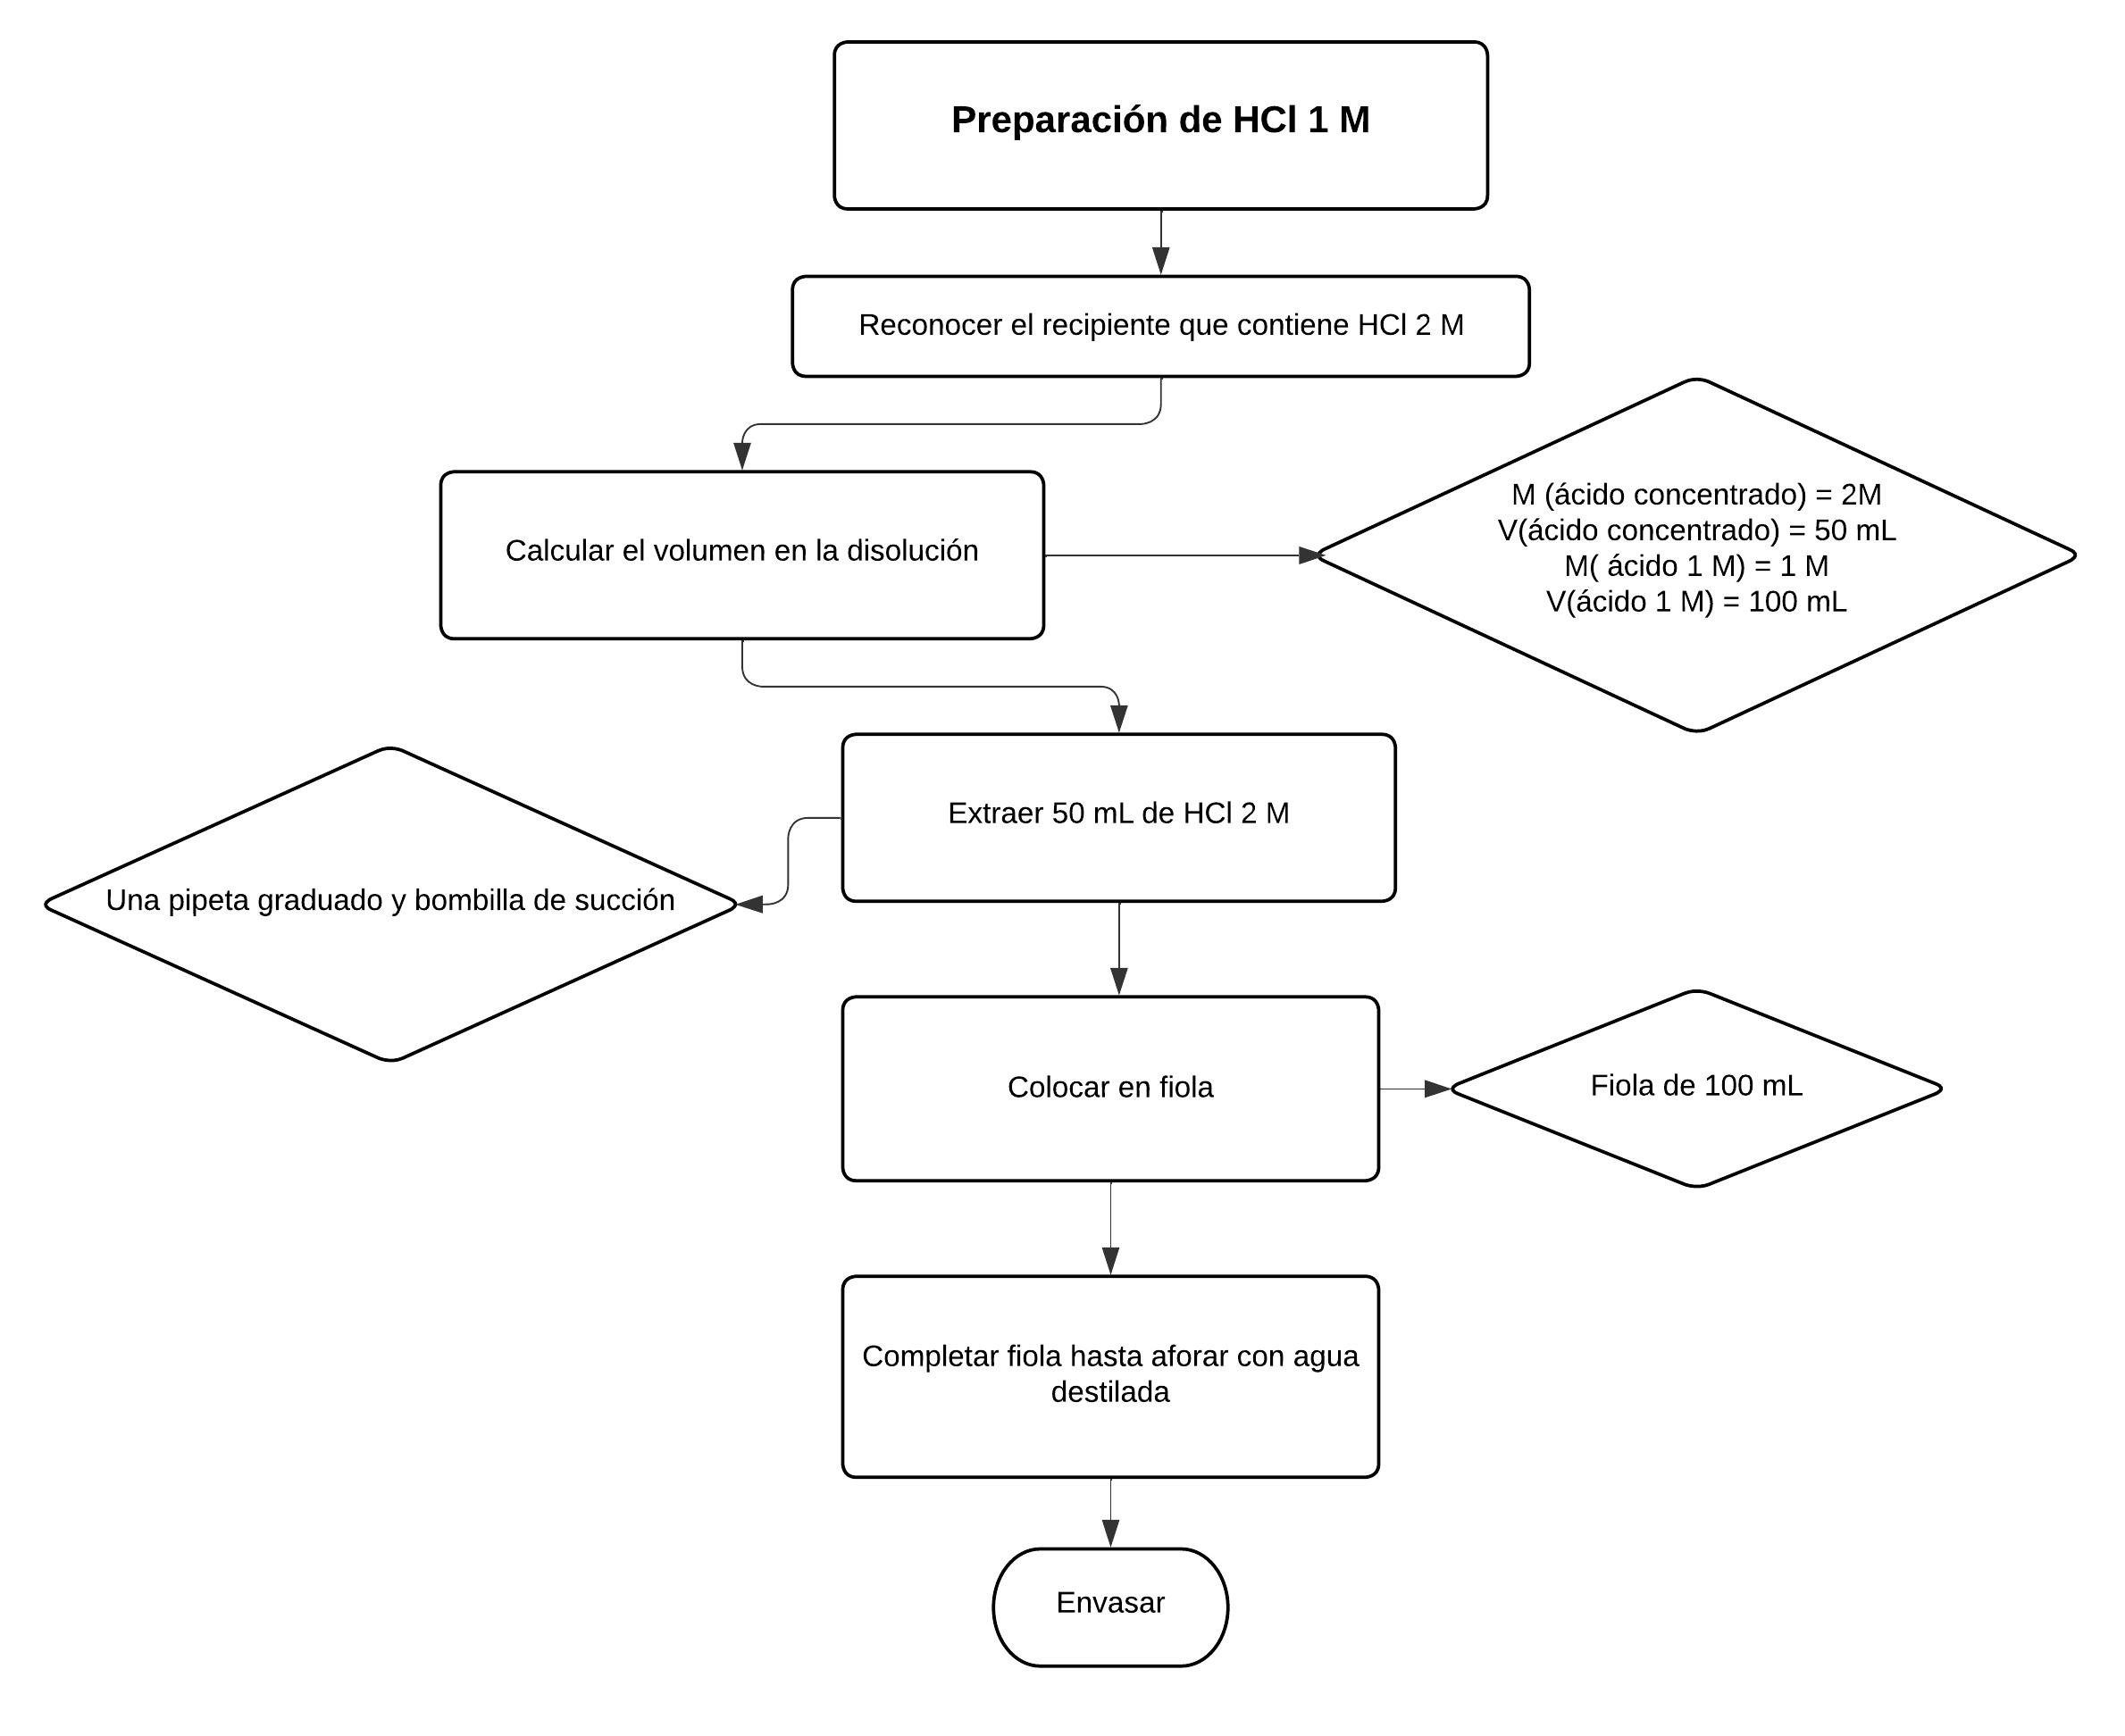 Preparación de HCl 1 M
Reconocer el recipiente que contiene HCl 2 M
Calcular el volumen en la disolución
M (ácido concentrado) = 2M
V(ácido concentrado) = 50 mL
M( ácido 1 M) = 1 M
V(ácido 1 M) = 100 mL
Extraer 50 mL de HCl 2 M
Una pipeta graduado y bombilla de succión
Colocar en fiola
Fiola de 100 mL
Completar fiola hasta aforar con agua
destilada
Envasar